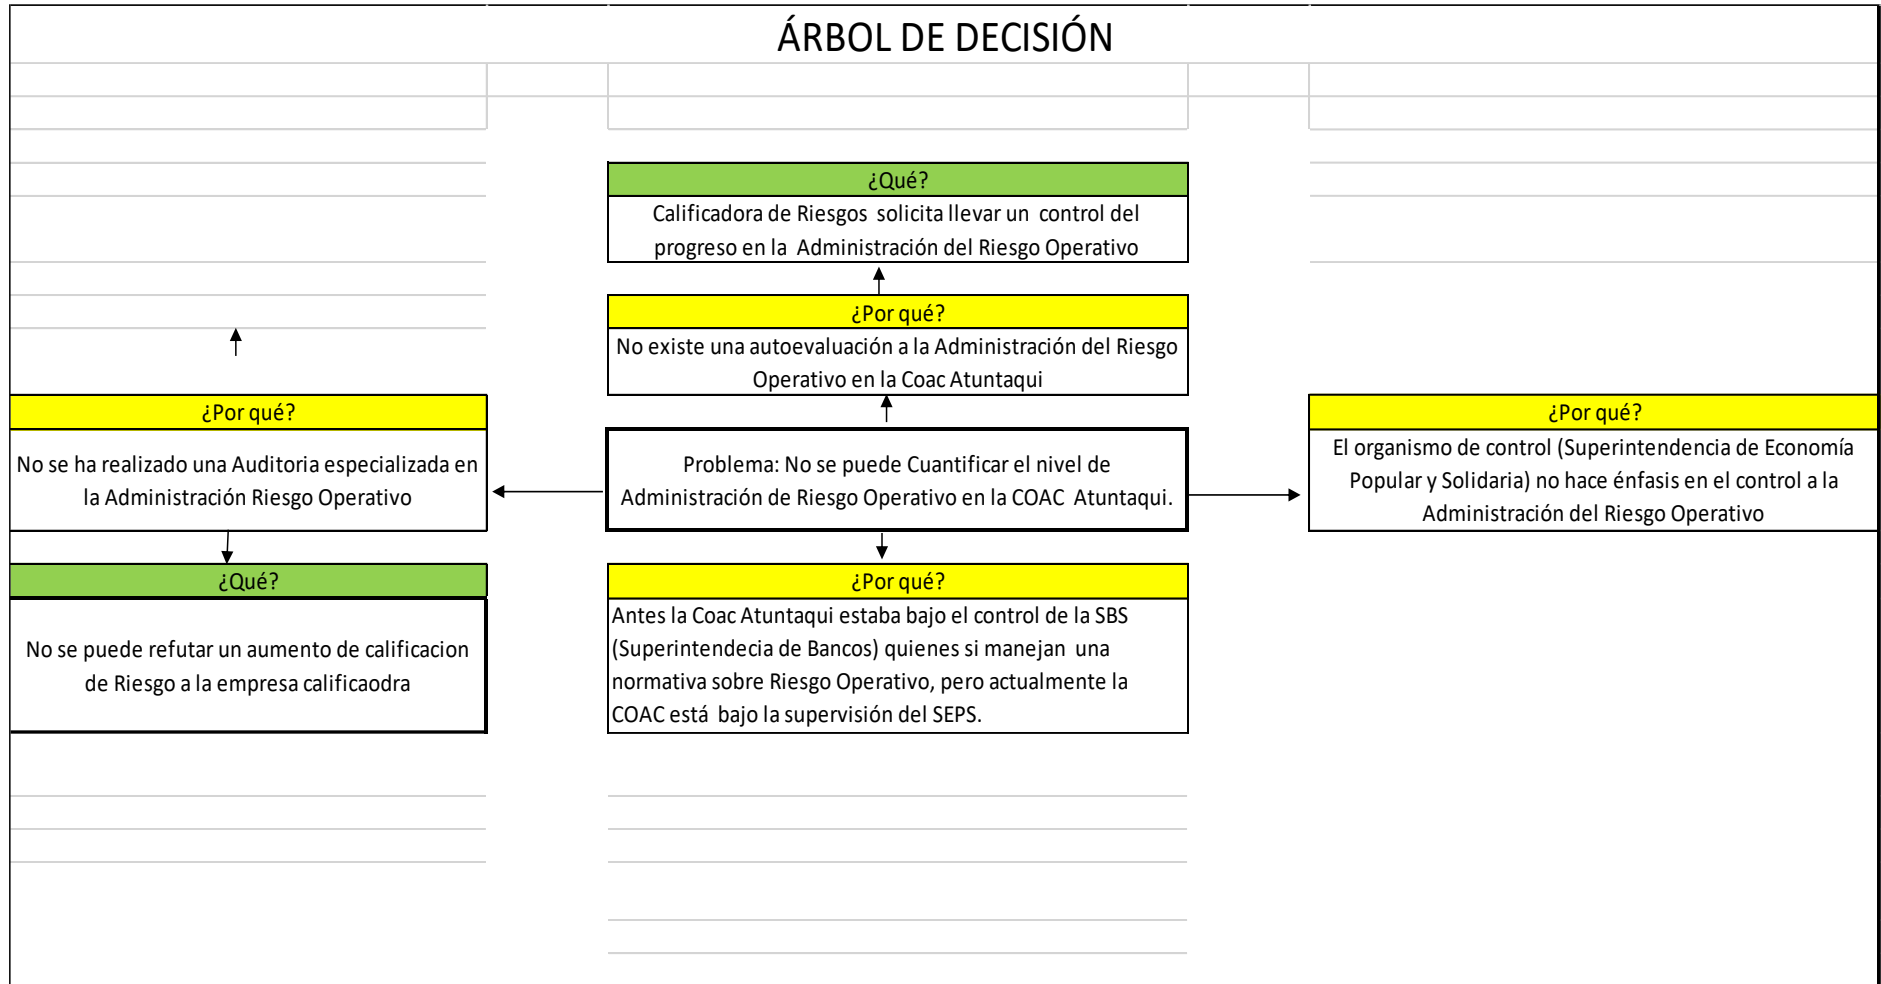 ÁRBOL DE DECISIÓN
¿Qué?
Calificadora de Riesgos solicita llevar un control del
progreso en la Administración del Riesgo Operativo
¿Por qué?
No existe una autoevaluación a la Administración del Riesgo
Operativo en la Coac Atuntaqui
¿Por qué?
No se ha realizado una Auditoria especializada en
la Administración Riesgo Operativo
Problema: No se puede Cuantificar el nivel de
Administración de Riesgo Operativo en la COAC Atuntaqui.
¿Por qué?
El organismo de control (Superintendencia de Economía
Popular y Solidaria) no hace énfasis en el control a la
Administración del Riesgo Operativo
¿Qué?
No se puede refutar un aumento de calificacion
de Riesgo a la empresa calificaodra
¿Por qué?
Antes la Coac Atuntaqui estaba bajo el control de la SBS
(Superintendecia de Bancos) quienes si manejan una
normativa sobre Riesgo Operativo, pero actualmente la
COAC está bajo la supervisión del SEPS.